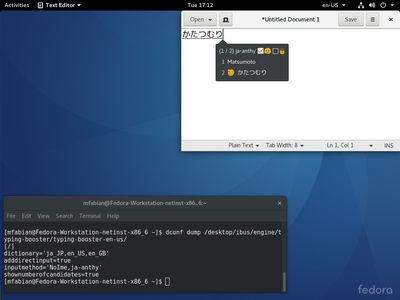 Activities Text Editor Tue 17:12 en-US
Open *Untitled Document 1 Save
かたつむり
(1 / 2) ja-anthy
1 Matsumoto
2 かたつむり
Plain Text Tab Width: 8 Ln 1, Col 1 INS
mfabian@Fedora-Workstation-netinst-x86_6:~
File Edit View Search Terminal Help
[mfabian@Fedora-Workstation-netinst-x86_6 ~]$ dconf dump /desktop/ibus/engine/t
yping-booster/typing-booster-en-us/
[/]
dictionary='ja_JP,en_US,en_GB'
adddirectinput=true
inputmethod='NoIme,ja-anthy'
shownumberofcandidates=true
[mfabian@Fedora-Workstation-netinst-x86_6 ~]$
fedora